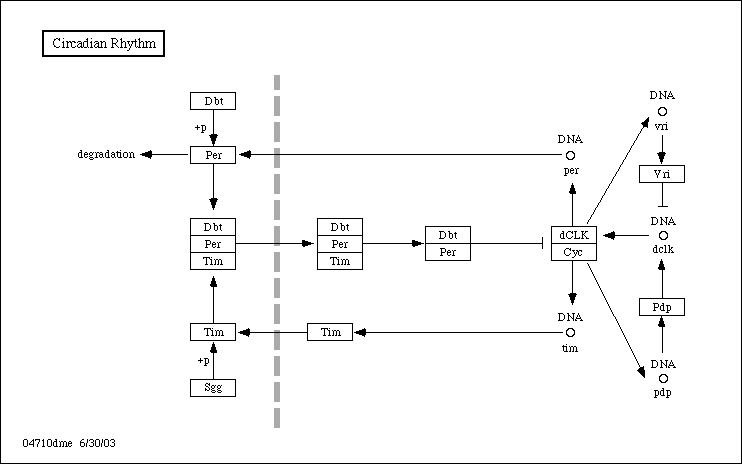 Circadian Rhythm
DNA
Dbt
vri
+p
DNA
degradation
Per
per
Vri
Dbt
Per
Tim
Dbt
Per
Tim
Dbt
Per
dCLK
Cyc
DNA
dclk
Pdp
DNA
Tim
Tim
tim
+p
DNA
Sgg
pdp
04710dme 6/30/03